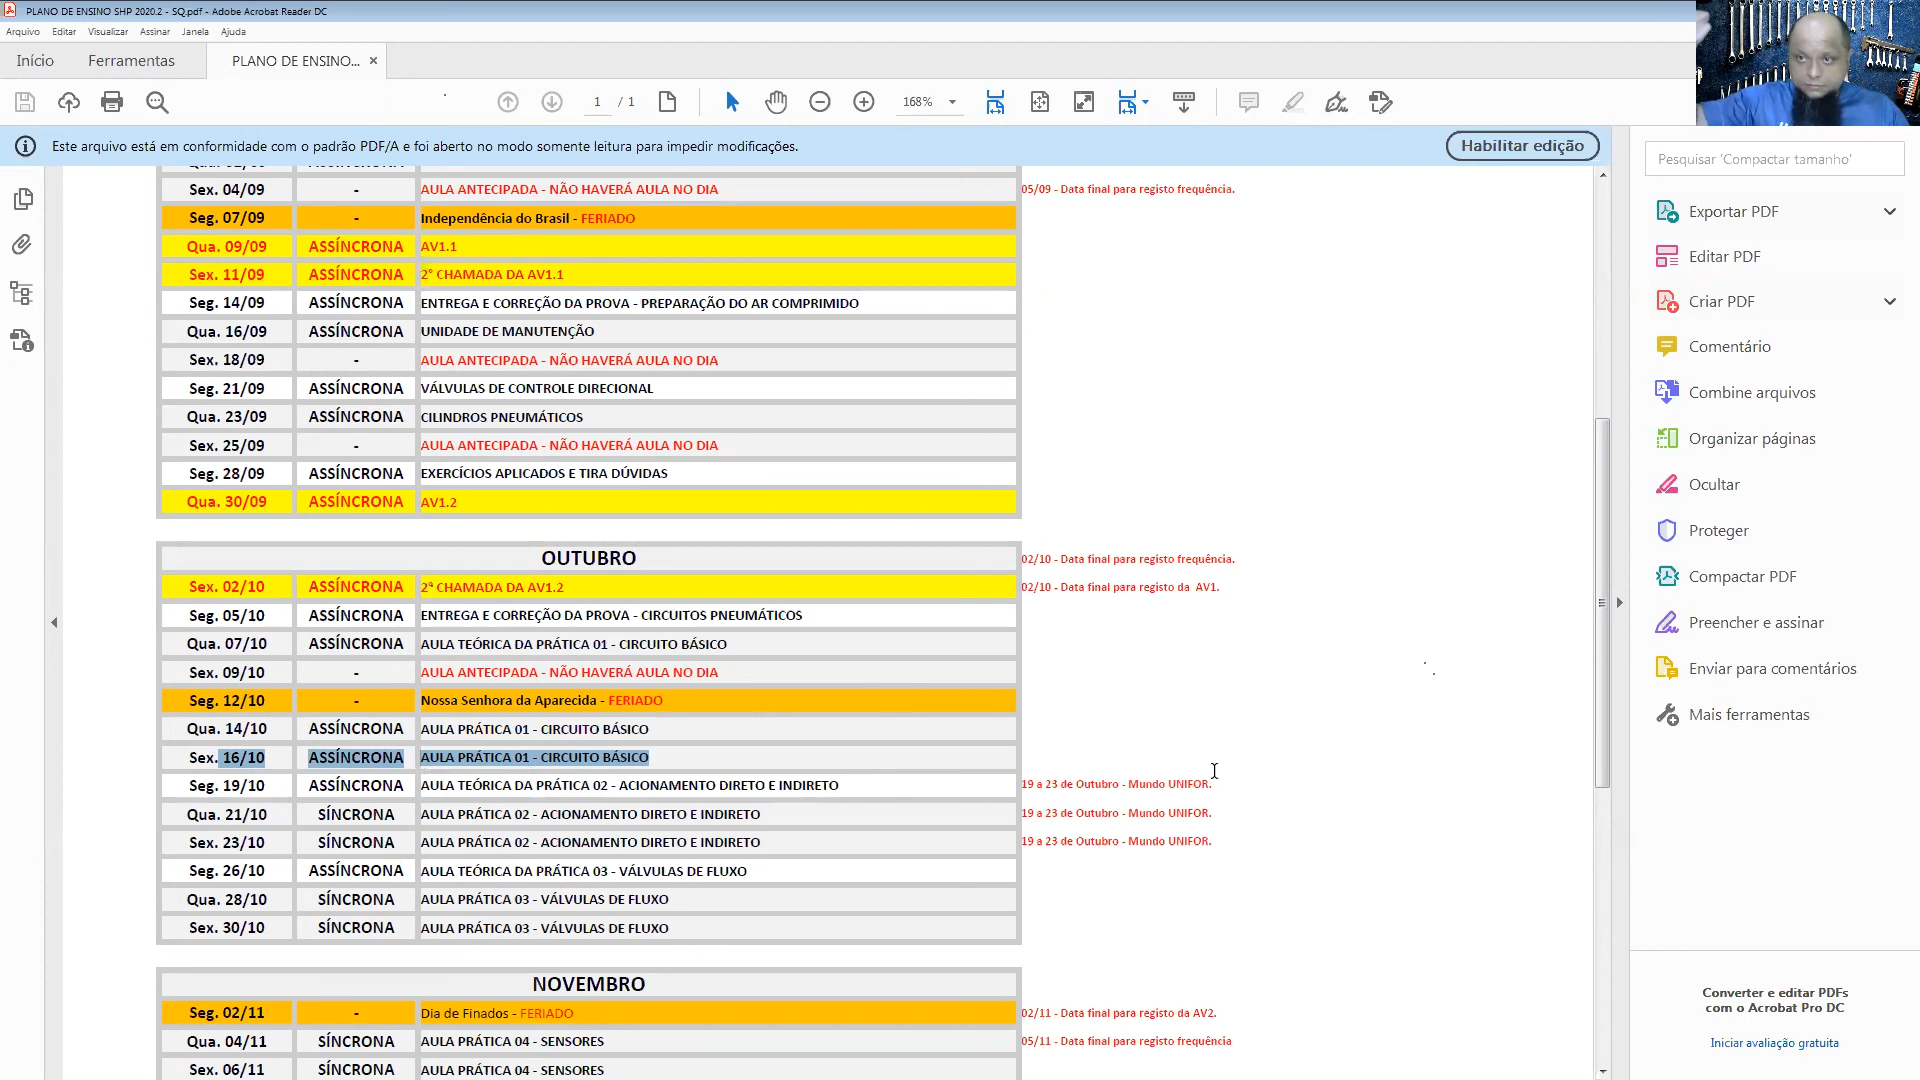 PLANO DE ENSINO SHP 2020.2 - SQ.pdf - Adobe Acrobat Reader DC
Arquivo Editar Visualizar Assinar Janela Ajuda
Início Ferramentas PLANO DE ENSINO... ×
1 / 1 168%
Este arquivo está em conformidade com o padrão PDF/A e foi aberto no modo somente leitura para impedir modificações. Habilitar edição
Sex. 04/09 - AULA ANTECIPADA - NÃO HAVERÁ AULA NO DIA 05/09 - Data final para registo frequência.
Seg. 07/09 - Independência do Brasil - FERIADO
Qua. 09/09 ASSÍNCRONA AV1.1
Sex. 11/09 ASSÍNCRONA 2° CHAMADA DA AV1.1
Seg. 14/09 ASSÍNCRONA ENTREGA E CORREÇÃO DA PROVA - PREPARAÇÃO DO AR COMPRIMIDO
Qua. 16/09 ASSÍNCRONA UNIDADE DE MANUTENÇÃO
Sex. 18/09 - AULA ANTECIPADA - NÃO HAVERÁ AULA NO DIA
Seg. 21/09 ASSÍNCRONA VÁLVULAS DE CONTROLE DIRECIONAL
Qua. 23/09 ASSÍNCRONA CILINDROS PNEUMÁTICOS
Sex. 25/09 - AULA ANTECIPADA - NÃO HAVERÁ AULA NO DIA
Seg. 28/09 ASSÍNCRONA EXERCÍCIOS APLICADOS E TIRA DÚVIDAS
Qua. 30/09 ASSÍNCRONA AV1.2
OUTUBRO 02/10 - Data final para registo frequência.
Sex. 02/10 ASSÍNCRONA 2ª CHAMADA DA AV1.2 02/10 - Data final para registo da AV1.
Seg. 05/10 ASSÍNCRONA ENTREGA E CORREÇÃO DA PROVA - CIRCUITOS PNEUMÁTICOS
Qua. 07/10 ASSÍNCRONA AULA TEÓRICA DA PRÁTICA 01 - CIRCUITO BÁSICO
Sex. 09/10 - AULA ANTECIPADA - NÃO HAVERÁ AULA NO DIA
Seg. 12/10 - Nossa Senhora da Aparecida - FERIADO
Qua. 14/10 ASSÍNCRONA AULA PRÁTICA 01 - CIRCUITO BÁSICO
Sex. 16/10 ASSÍNCRONA AULA PRÁTICA 01 - CIRCUITO BÁSICO
Seg. 19/10 ASSÍNCRONA AULA TEÓRICA DA PRÁTICA 02 - ACIONAMENTO DIRETO E INDIRETO 19 a 23 de Outubro - Mundo UNIFOR.
Qua. 21/10 SÍNCRONA AULA PRÁTICA 02 - ACIONAMENTO DIRETO E INDIRETO 19 a 23 de Outubro - Mundo UNIFOR.
Sex. 23/10 SÍNCRONA AULA PRÁTICA 02 - ACIONAMENTO DIRETO E INDIRETO 19 a 23 de Outubro - Mundo UNIFOR.
Seg. 26/10 ASSÍNCRONA AULA TEÓRICA DA PRÁTICA 03 - VÁLVULAS DE FLUXO
Qua. 28/10 SÍNCRONA AULA PRÁTICA 03 - VÁLVULAS DE FLUXO
Sex. 30/10 SÍNCRONA AULA PRÁTICA 03 - VÁLVULAS DE FLUXO
NOVEMBRO
Seg. 02/11 - Dia de Finados - FERIADO 02/11 - Data final para registo da AV2.
Qua. 04/11 SÍNCRONA AULA PRÁTICA 04 - SENSORES 05/11 - Data final para registo frequência
Sex. 06/11 SÍNCRONA AULA PRÁTICA 04 - SENSORES
Pesquisar 'Compactar tamanho'
Exportar PDF
Editar PDF
Criar PDF
Comentário
Combine arquivos
Organizar páginas
Ocultar
Proteger
Compactar PDF
Preencher e assinar
Enviar para comentários
Mais ferramentas
Converter e editar PDFs
com o Acrobat Pro DC
Iniciar avaliação gratuita